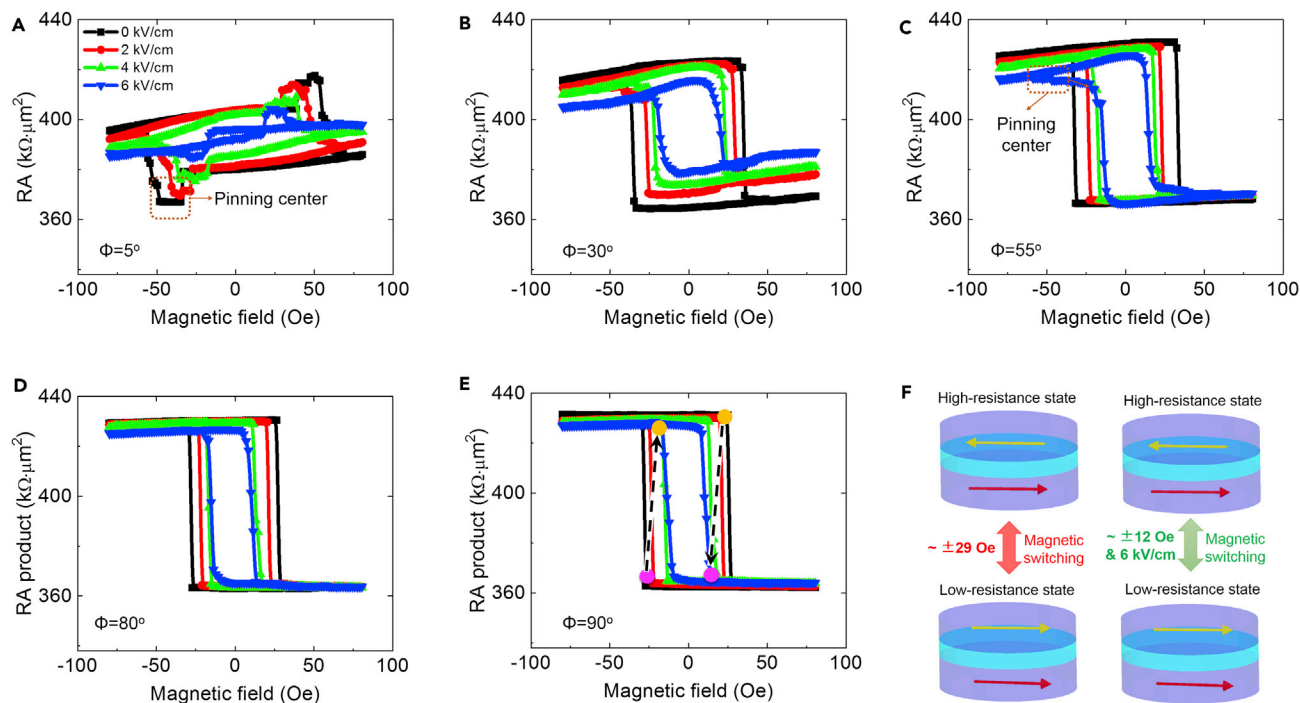 A
440
0 kV/cm
2 kV/cm
4 kV/cm
6 kV/cm
400
360
RA (kΩ·μm²)
Pinning center
Φ=5°
-100 -50 0 50 100
Magnetic field (Oe)
B
440
400
360
RA (kΩ·μm²)
Φ=30°
-100 -50 0 50 100
Magnetic field (Oe)
C
440
400
360
RA (kΩ·μm²)
Pinning
center
Φ=55°
-100 -50 0 50 100
Magnetic field (Oe)
D
440
400
360
RA product (kΩ·μm²)
Φ=80°
-100 -50 0 50 100
Magnetic field (Oe)
E
440
400
360
RA product (kΩ·μm²)
Φ=90°
-100 -50 0 50 100
Magnetic field (Oe)
F
High-resistance state
High-resistance state
~ ±29 Oe
Magnetic
switching
~ ±12 Oe
& 6 kV/cm
Magnetic
switching
Low-resistance state
Low-resistance state